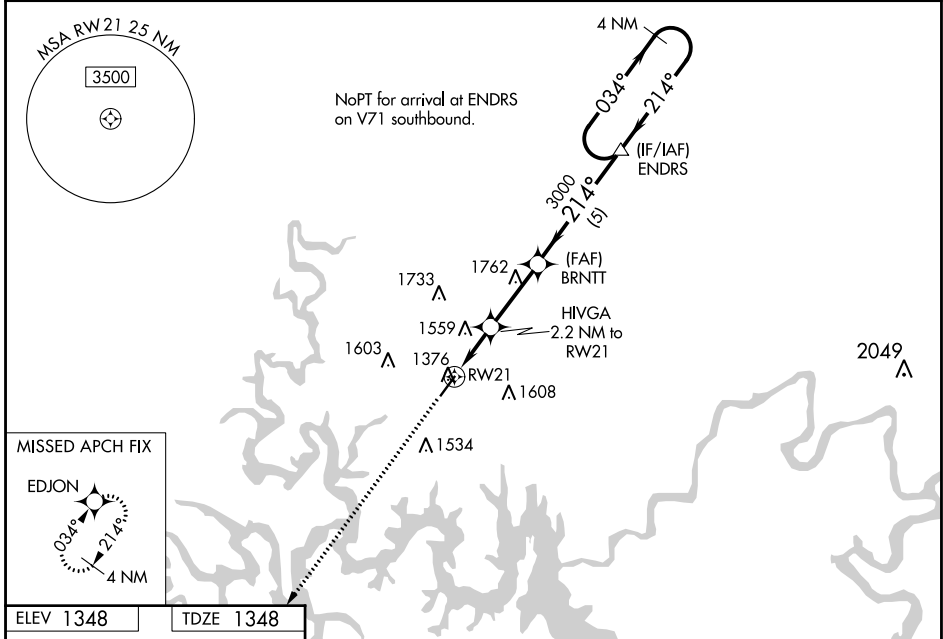 MSA RW21 25 NM
3500
NoPT for arrival at ENDRS
on V71 southbound.
4 NM
034°
214°
(IF/IAF)
ENDRS
3000
214°
(5)
(FAF)
BRNTT
1762
1733
HIVGA
2.2 NM to
RW21
1559
1603
1376
RW21
1608
2049
1534
MISSED APCH FIX
EDJON
034°
214°
4 NM
ELEV 1348
TDZE 1348